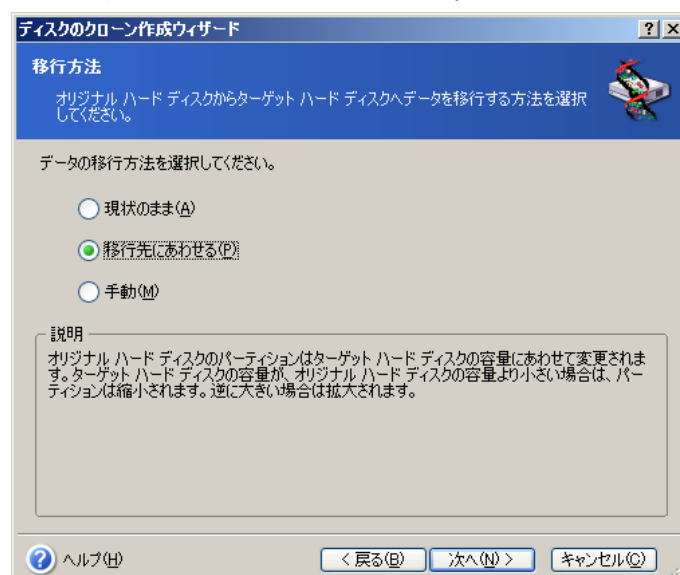 ディスクのクローン作成ウィザード
移行方法
オリジナル ハード ディスクからターゲット ハード ディスクへデータを移行する方法を選択
してください。
データの移行方法を選択してください。
現状のまま(A)
移行先にあわせる(P)
手動(M)
説明
オリジナル ハード ディスクのパーティションはターゲット ハード ディスクの容量にあわせて変更されま
す。ターゲット ハード ディスクの容量が、オリジナル ハード ディスクの容量より小さい場合は、パー
ティションは縮小されます。逆に大きい場合は拡大されます。
ヘルプ(H)
< 戻る(B)
次へ(N) >
キャンセル(C)